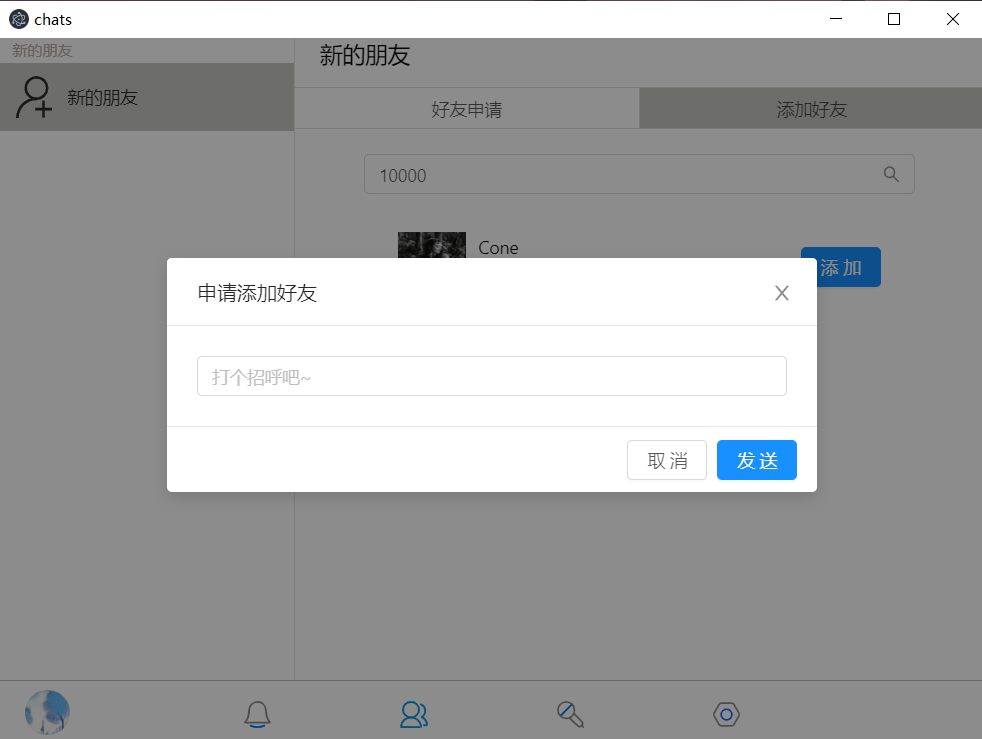 chats
新的朋友
新的朋友
新的朋友
好友申请
添加好友
10000
Cone
添加
申请添加好友
打个招呼吧~
取消
发送